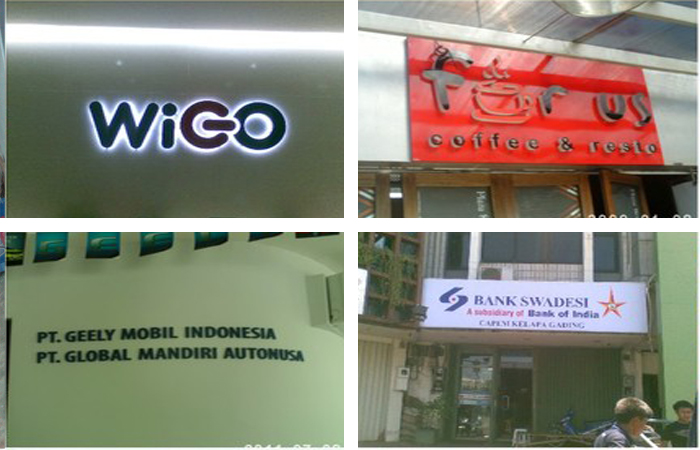 WiGO
for us
coffee & resto
PT. GEELY MOBIL INDONESIA
PT. GLOBAL MANDIRI AUTONUSA
BANK SWADESI
A subsidiary of Bank of India
CAPEM KELAPA GADING